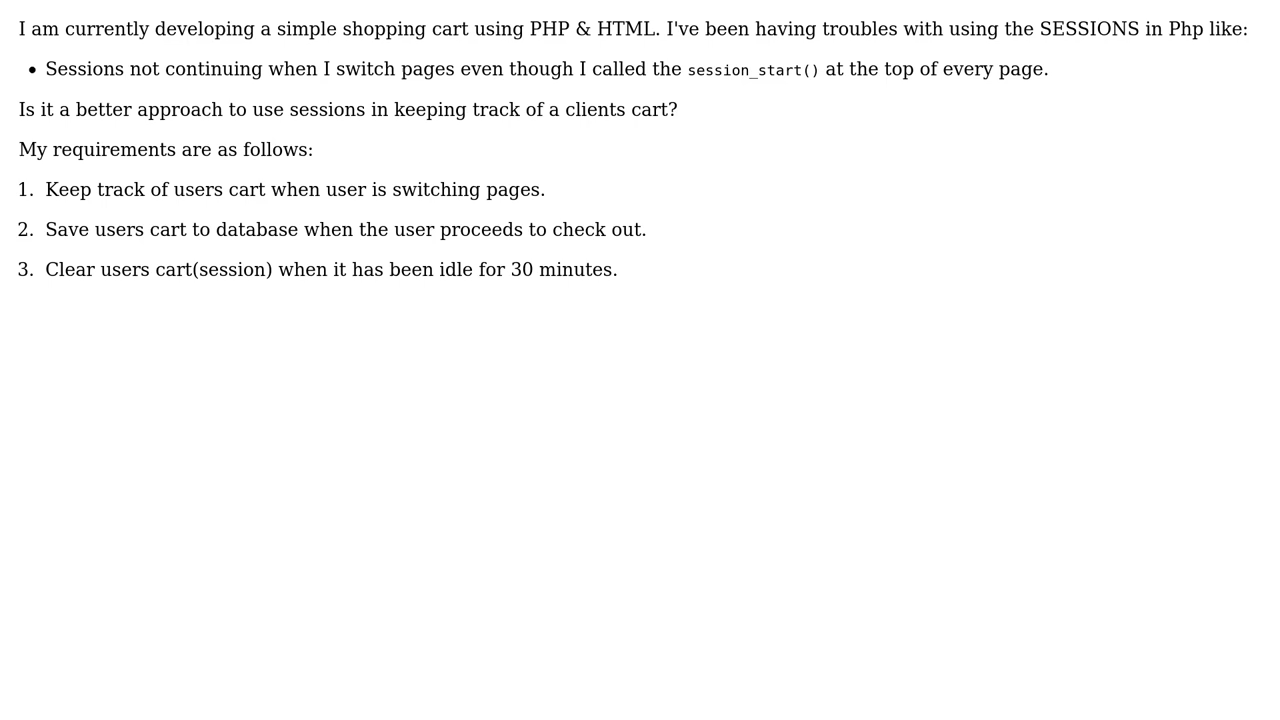 I am currently developing a simple shopping cart using PHP & HTML. I've been having troubles with using the SESSIONS in Php like:
• Sessions not continuing when I switch pages even though I called the session_start() at the top of every page.
Is it a better approach to use sessions in keeping track of a clients cart?
My requirements are as follows:
1. Keep track of users cart when user is switching pages.
2. Save users cart to database when the user proceeds to check out.
3. Clear users cart(session) when it has been idle for 30 minutes.